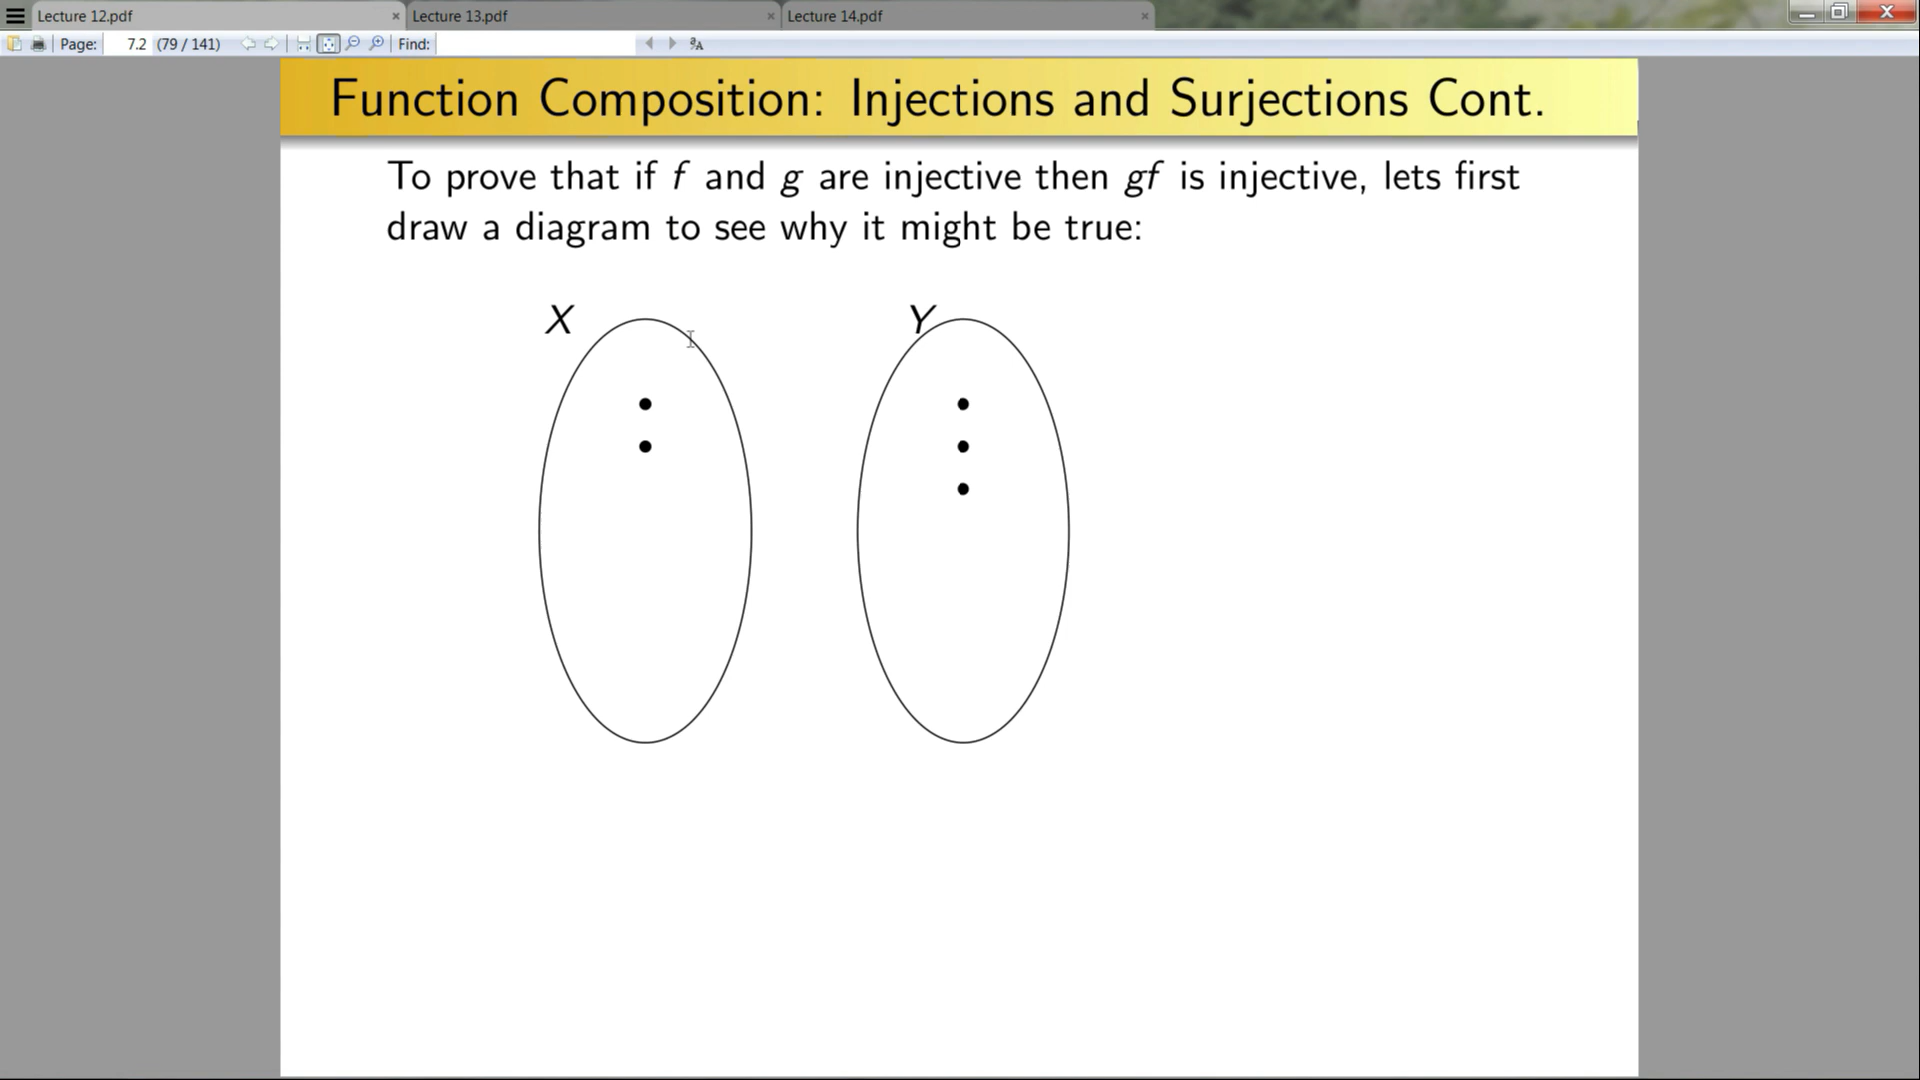 Lecture 12.pdf
Lecture 13.pdf
Lecture 14.pdf
Page: 7.2 (79 / 141) Find:
Function Composition: Injections and Surjections Cont.
To prove that if f and g are injective then gf is injective, lets first
draw a diagram to see why it might be true:
X Y